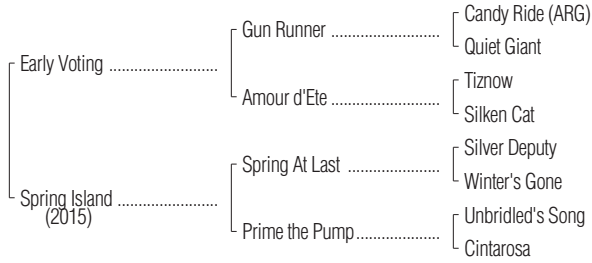 Candy Ride (ARG)
Gun Runner ........................
Quiet Giant
Early Voting ........................
Tiznow
Amour d'Ete ........................
Silken Cat
Silver Deputy
Spring At Last ....................
Winter's Gone
Spring Island ......................
(2015)
Unbridled's Song
Prime the Pump ..................
Cintarosa